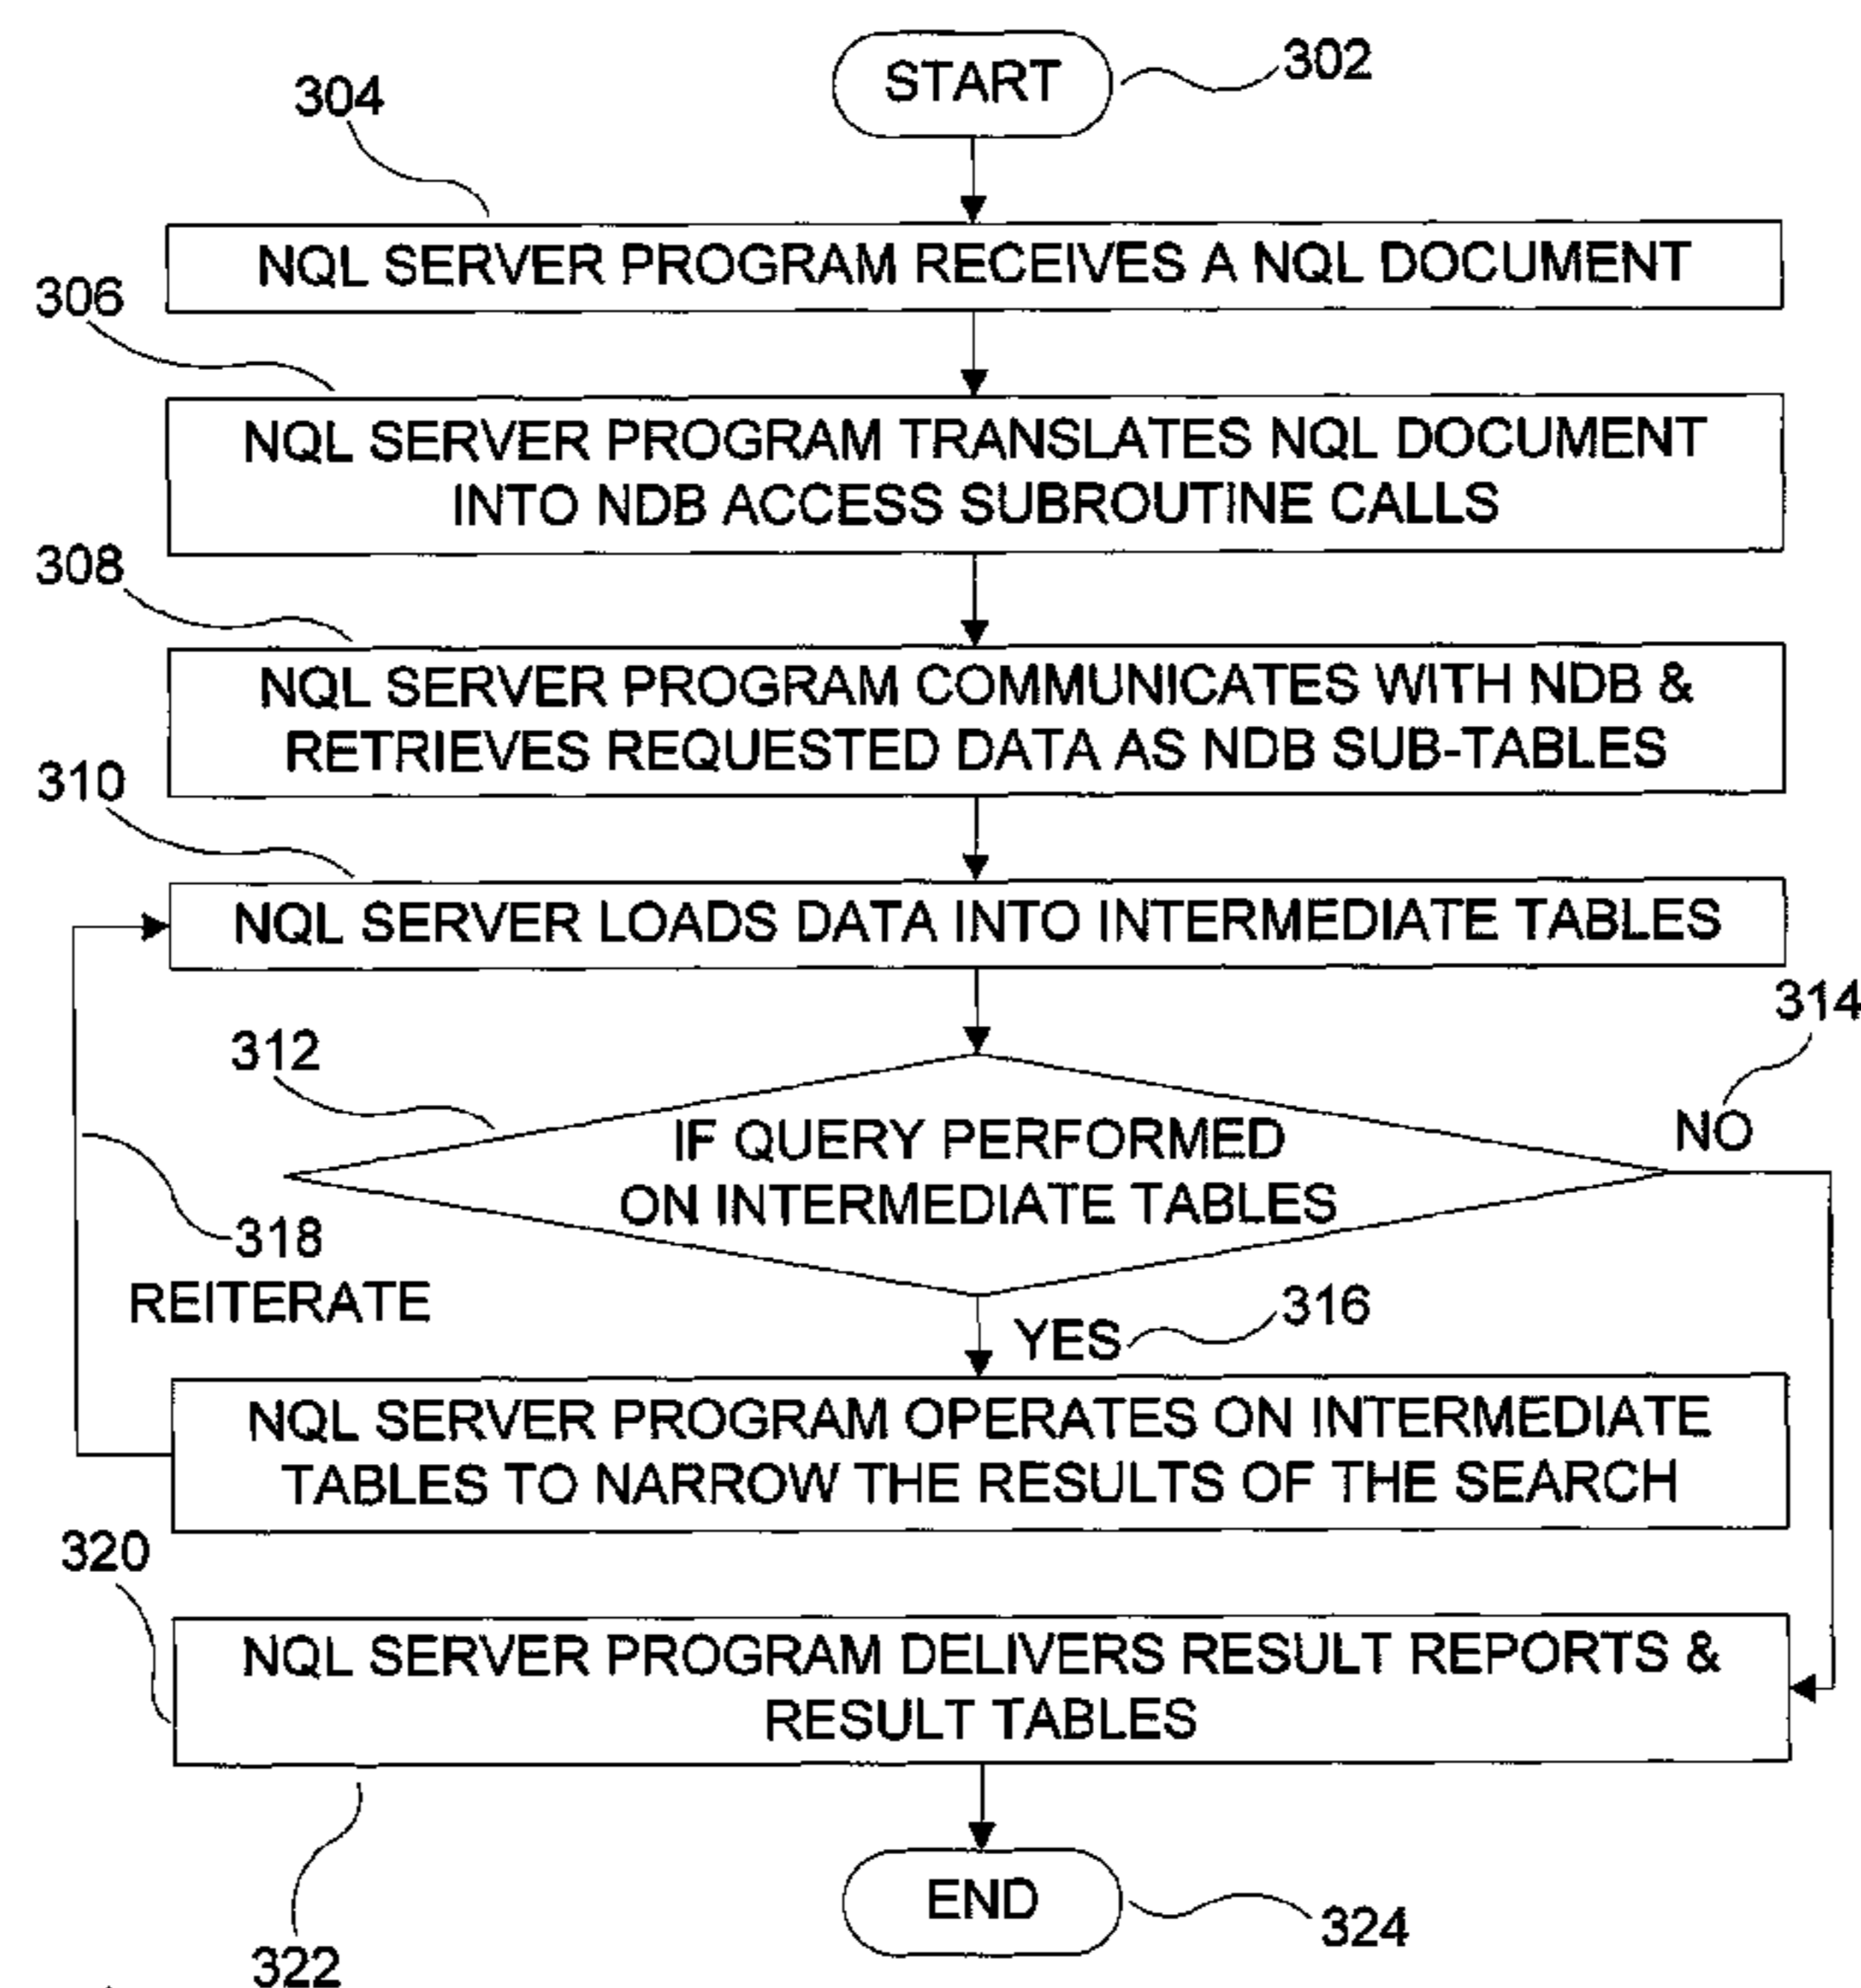 START
302
304
NQL SERVER PROGRAM RECEIVES A NQL DOCUMENT
306
NQL SERVER PROGRAM TRANSLATES NQL DOCUMENT
INTO NDB ACCESS SUBROUTINE CALLS
308
NQL SERVER PROGRAM COMMUNICATES WITH NDB &
RETRIEVES REQUESTED DATA AS NDB SUB-TABLES
310
NQL SERVER LOADS DATA INTO INTERMEDIATE TABLES
314
312
NO
IF QUERY PERFORMED
ON INTERMEDIATE TABLES
318
REITERATE
316
YES
NQL SERVER PROGRAM OPERATES ON INTERMEDIATE
TABLES TO NARROW THE RESULTS OF THE SEARCH
320
NQL SERVER PROGRAM DELIVERS RESULT REPORTS &
RESULT TABLES
END
324
322